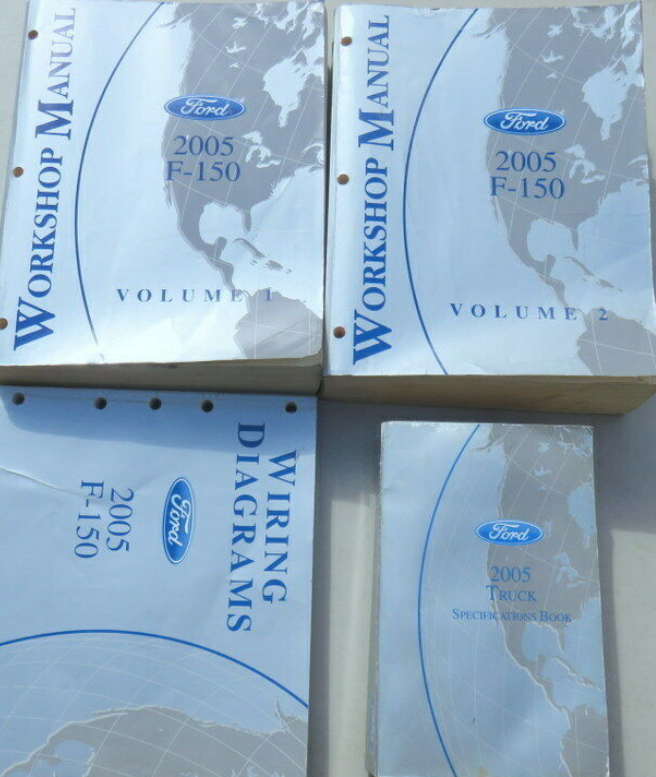 WORKSHOP MANUAL
Ford
2005
F-150
VOLUME 1
WORKSHOP MANUAL
Ford
2005
F-150
VOLUME 2
WIRING
DIAGRAMS
Ford
2005
F-150
Ford
2005
TRUCK
SPECIFICATIONS BOOK